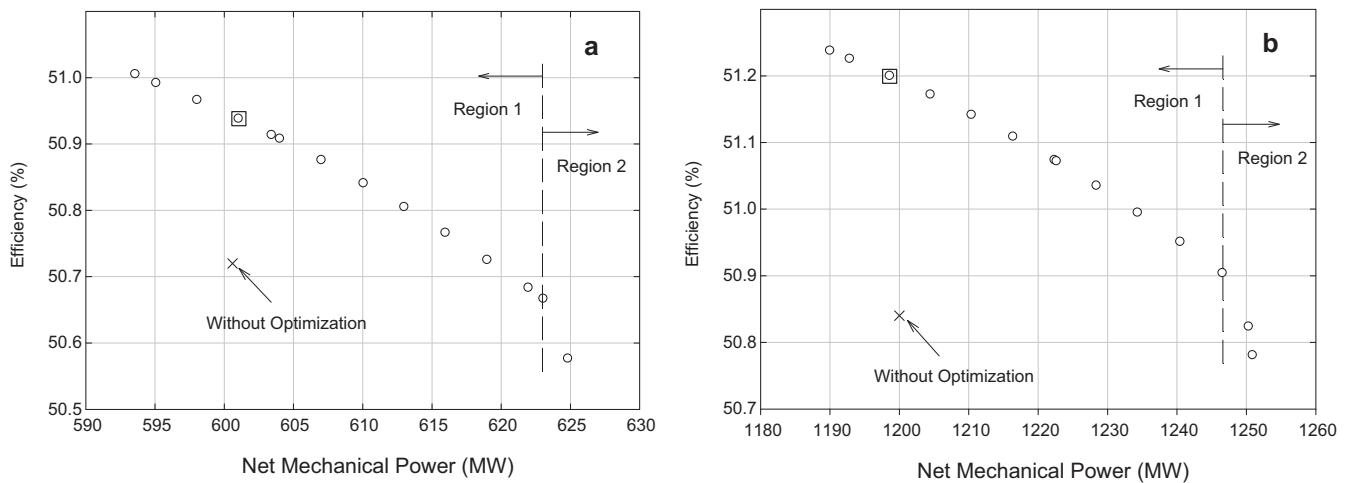 a
51.0
50.9
50.8
50.7
50.6
50.5
Efficiency (%)
Region 1
Region 2
Without Optimization
590 595 600 605 610 615 620 625 630
Net Mechanical Power (MW)
b
51.2
51.1
51.0
50.9
50.8
50.7
Efficiency (%)
Region 1
Region 2
Without Optimization
1180 1190 1200 1210 1220 1230 1240 1250 1260
Net Mechanical Power (MW)